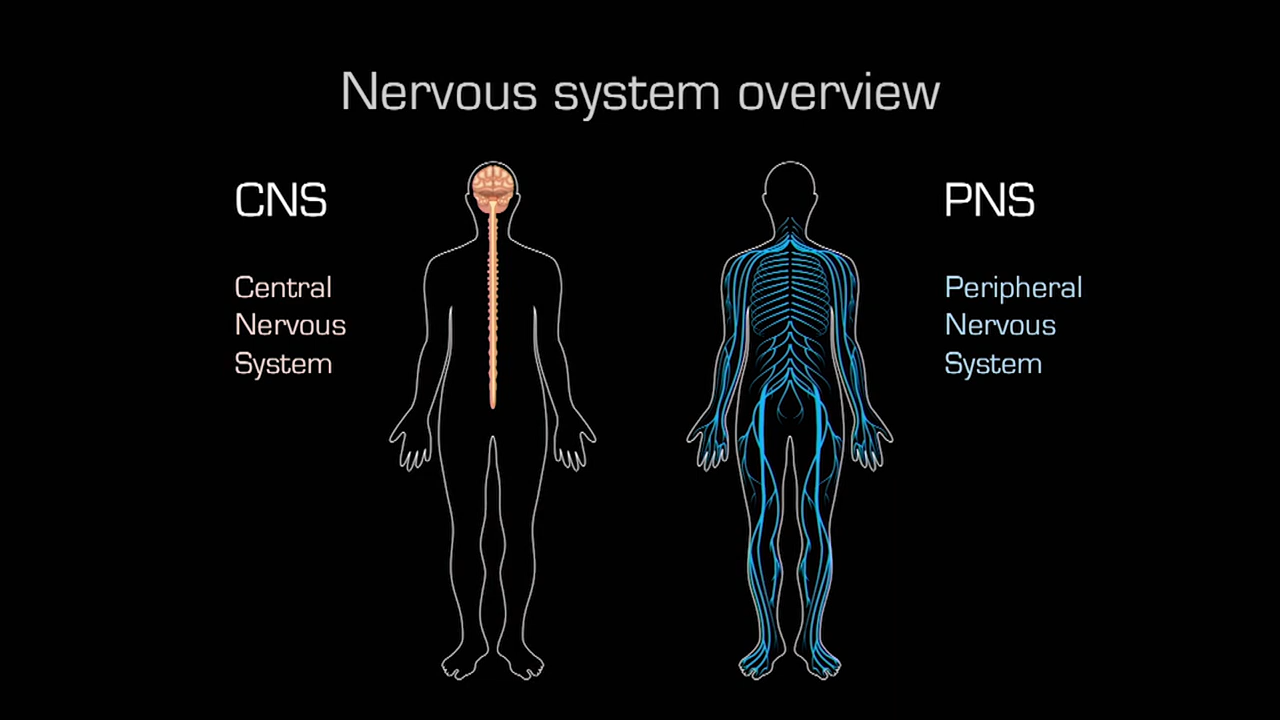 Nervous system overview
CNS
Central
Nervous
System
PNS
Peripheral
Nervous
System